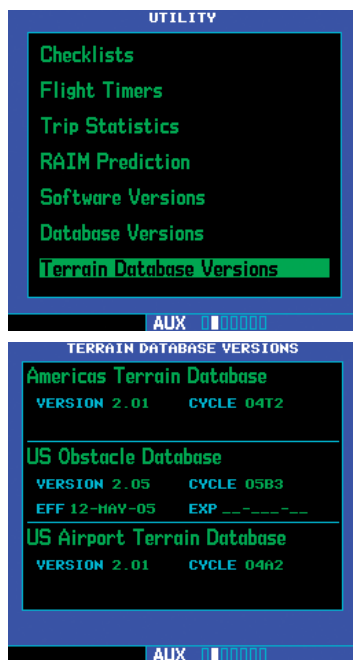 UTILITY
Checklists
Flight Timers
Trip Statistics
RAIM Prediction
Software Versions
Database Versions
Terrain Database Versions
AUX
TERRAIN DATABASE VERSIONS
Americas Terrain Database
VERSION 2.01 CYCLE 04T2
US Obstacle Database
VERSION 2.05 CYCLE 05B3
EFF 12-MAY-05 EXP __-___-__
US Airport Terrain Database
VERSION 2.01 CYCLE 04A2
AUX